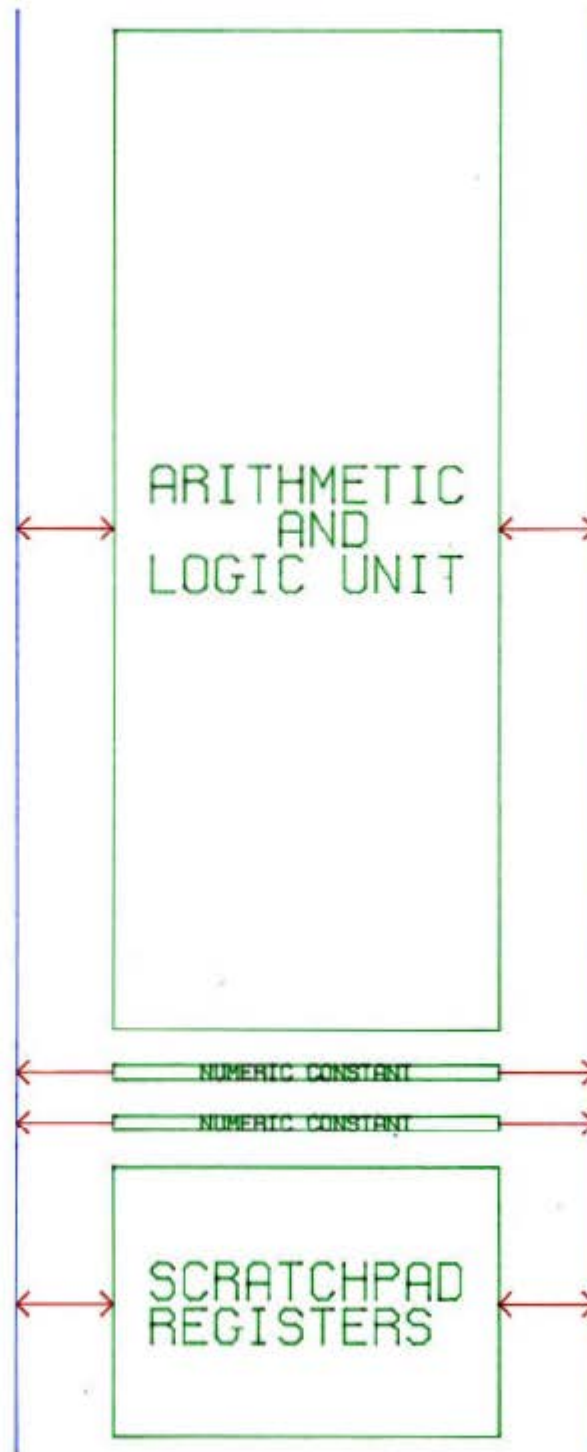 ARITHMETIC
AND
LOGIC UNIT
NUMERIC CONSTANT
NUMERIC CONSTANT
SCRATCHPAD
REGISTERS